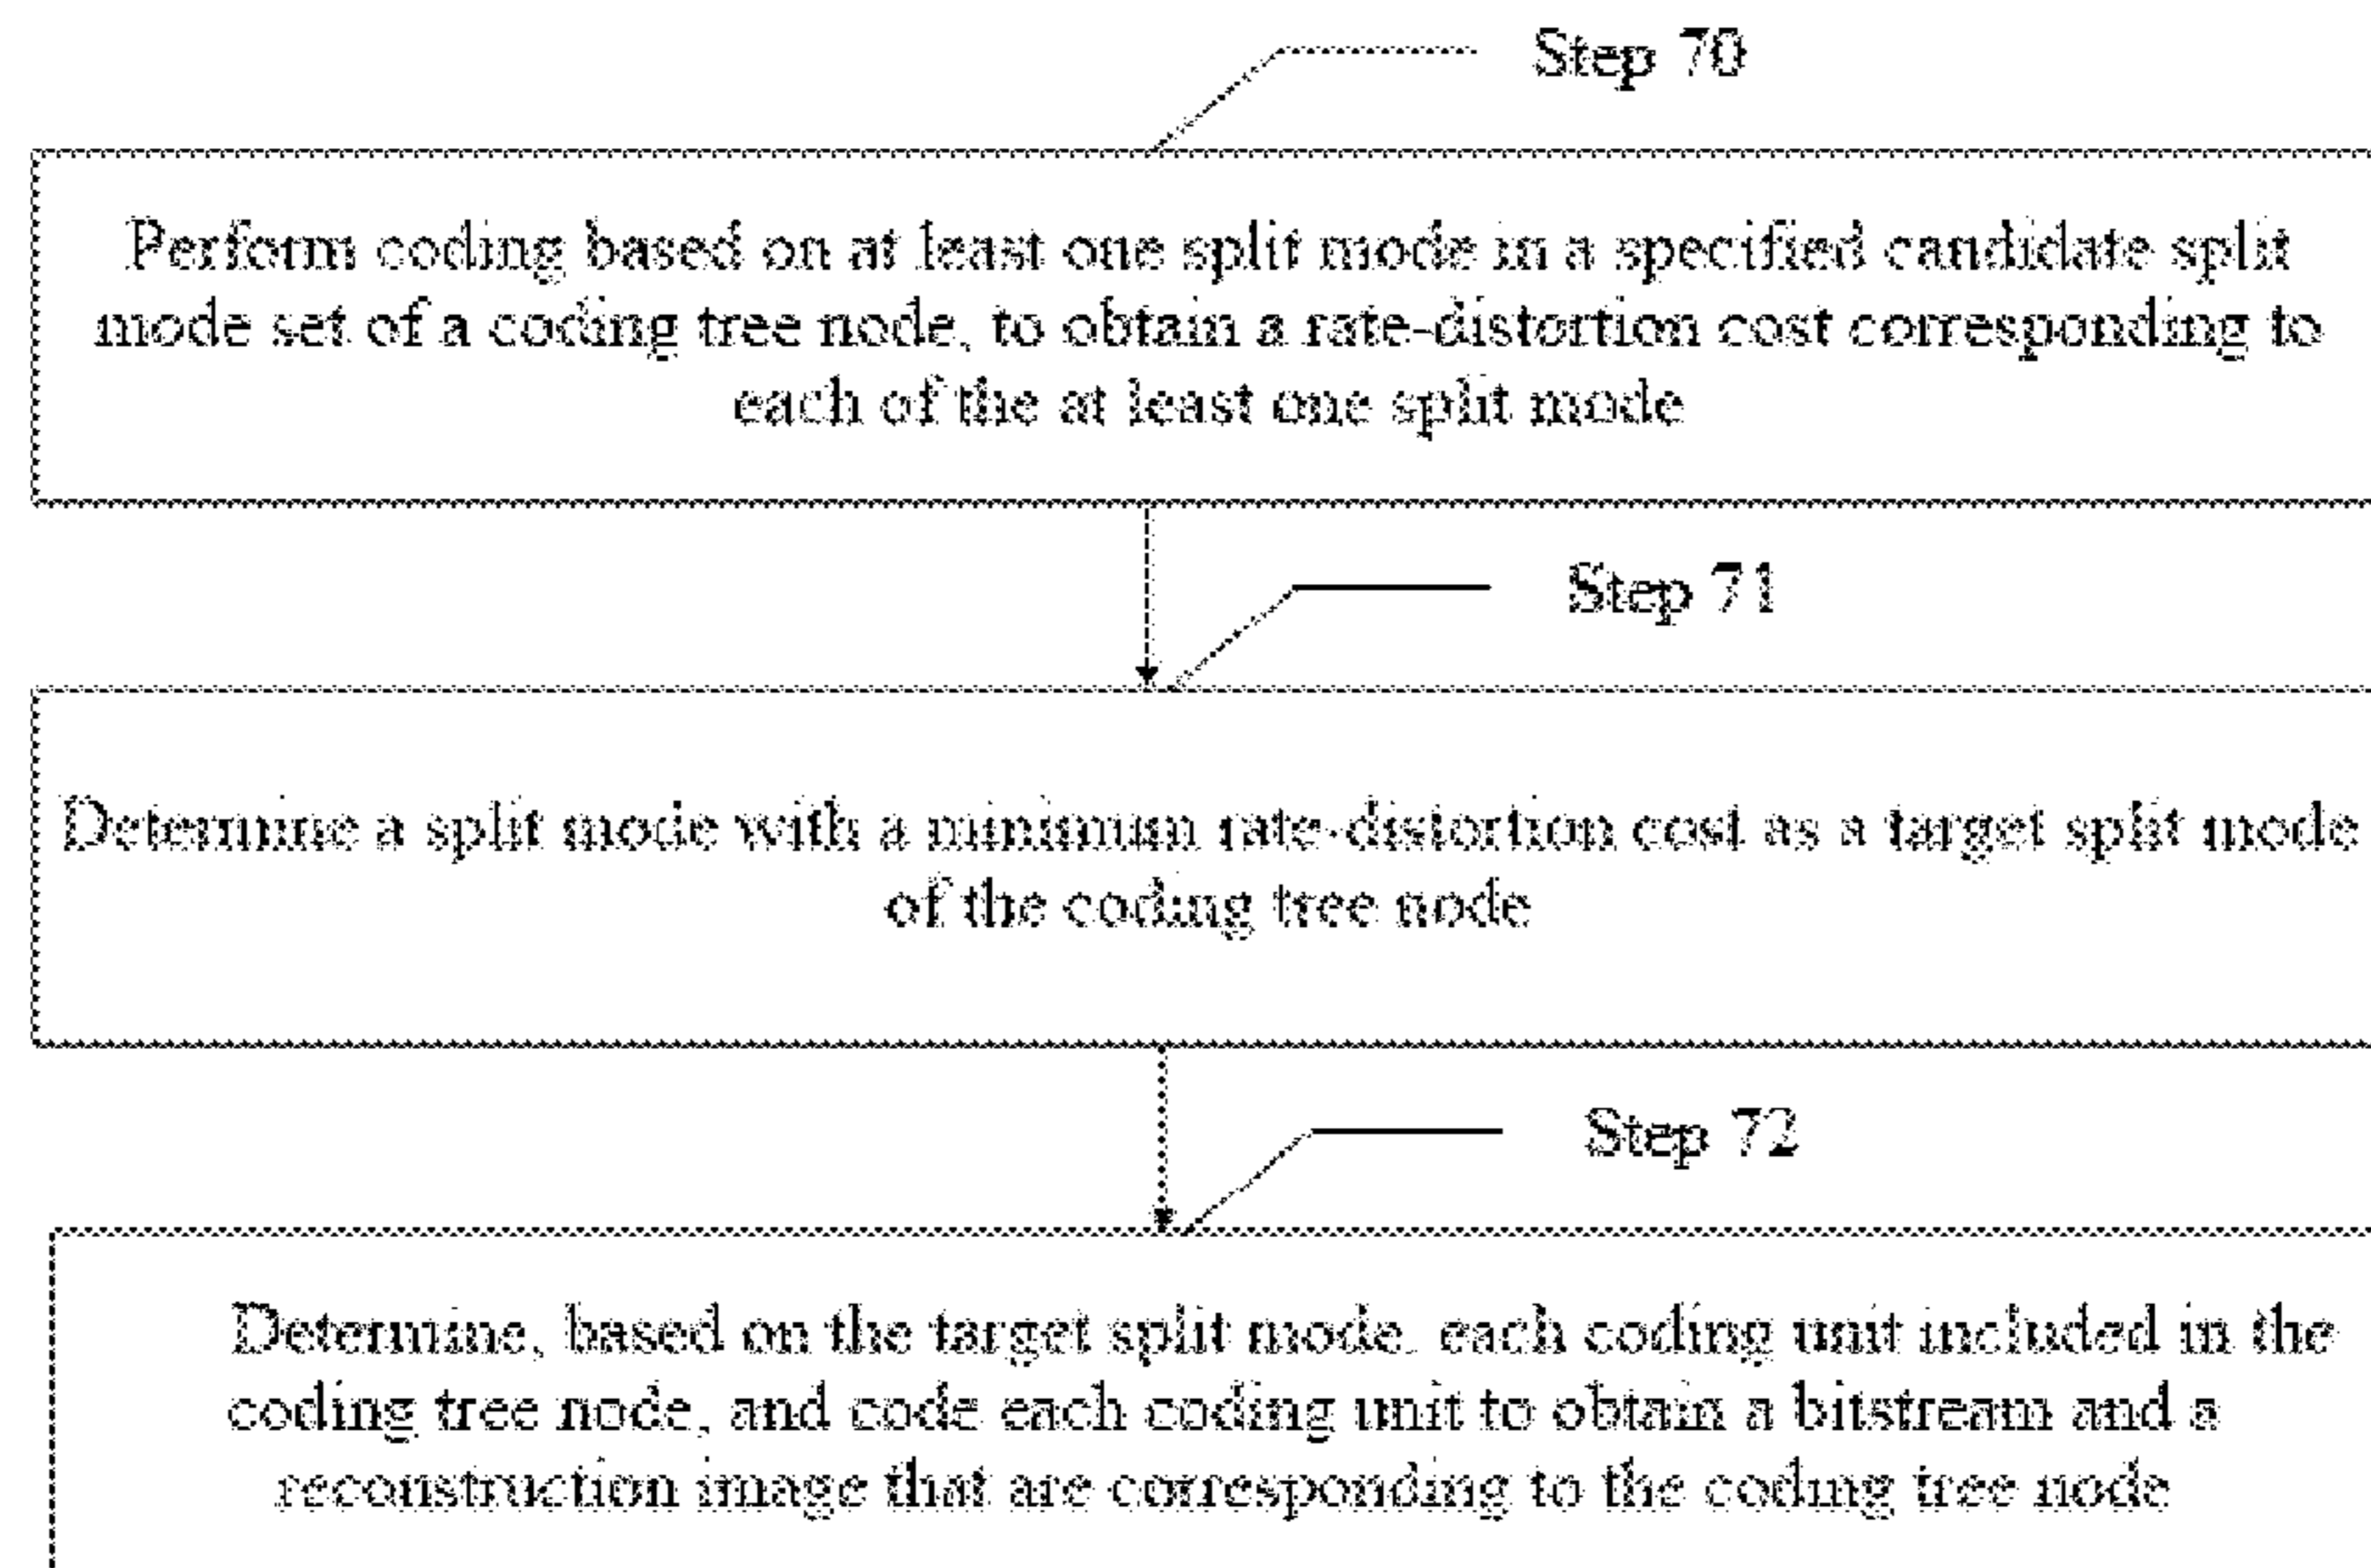 Step 70
Perform coding based on at least one split mode in a specified candidate split
mode set of a coding tree node, to obtain a rate-distortion cost corresponding to
each of the at least one split mode
Step 71
Determine a split mode with a minimum rate-distortion cost as a target split mode
of the coding tree node
Step 72
Determine, based on the target split mode, each coding unit included in the
coding tree node, and code each coding unit to obtain a bitstream and a
reconstruction image that are corresponding to the coding tree node